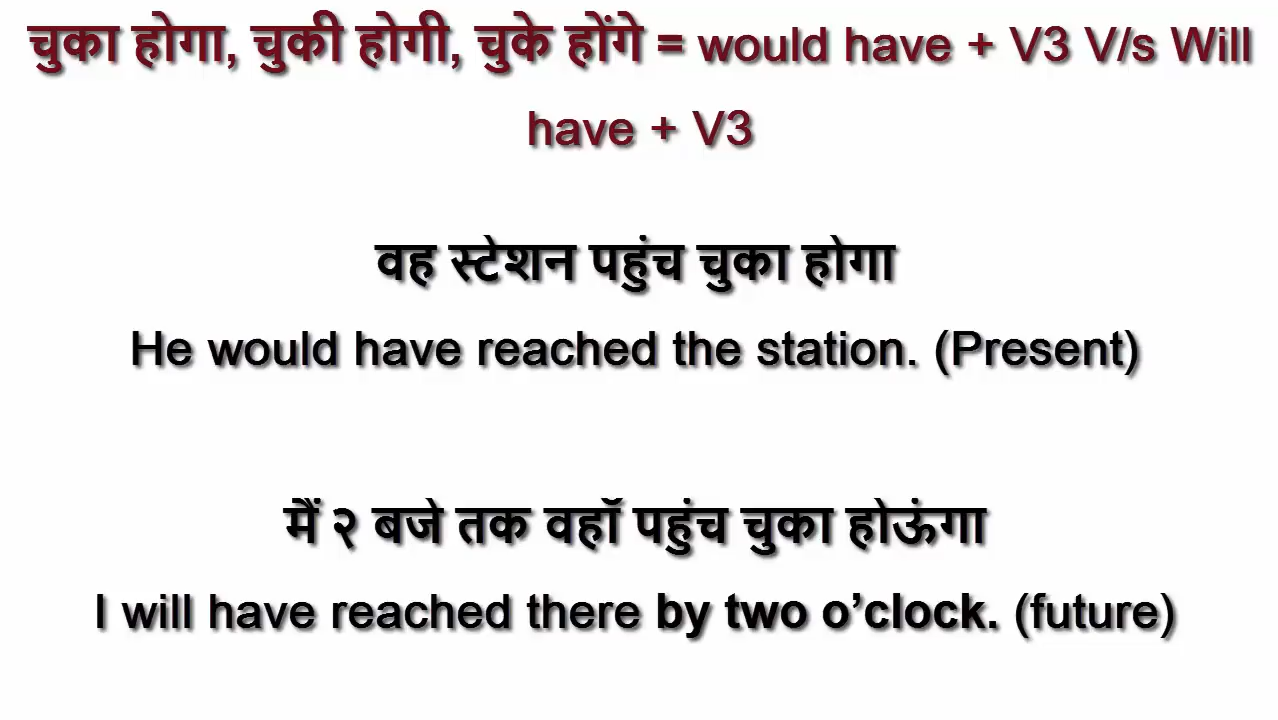 चुका होगा, चुकी होगी, चुके होंगे = would have + V3 V/s Will
have + V3
वह स्टेशन पहुंच चुका होगा
He would have reached the station. (Present)
मैं २ बजे तक वहॉ पहुंच चुका होऊंगा
I will have reached there by two o’clock. (future)